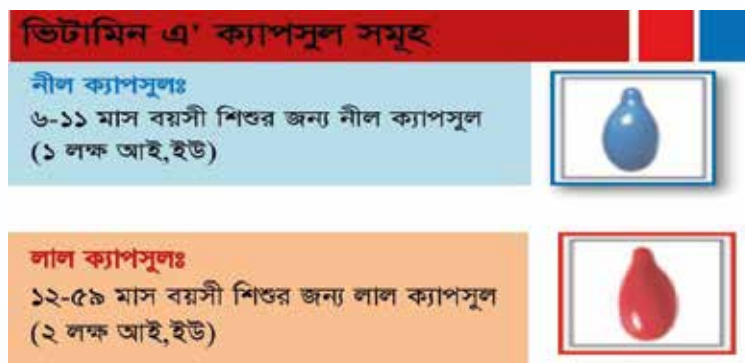 ভিটামিন এ' ক্যাপসুল সমূহ
নীল ক্যাপসুলঃ
৬-১১ মাস বয়সী শিশুর জন্য নীল ক্যাপসুল
(১ লক্ষ আই,ইউ)
লাল ক্যাপসুলঃ
১২-৫৯ মাস বয়সী শিশুর জন্য লাল ক্যাপসুল
(২ লক্ষ আই,ইউ)